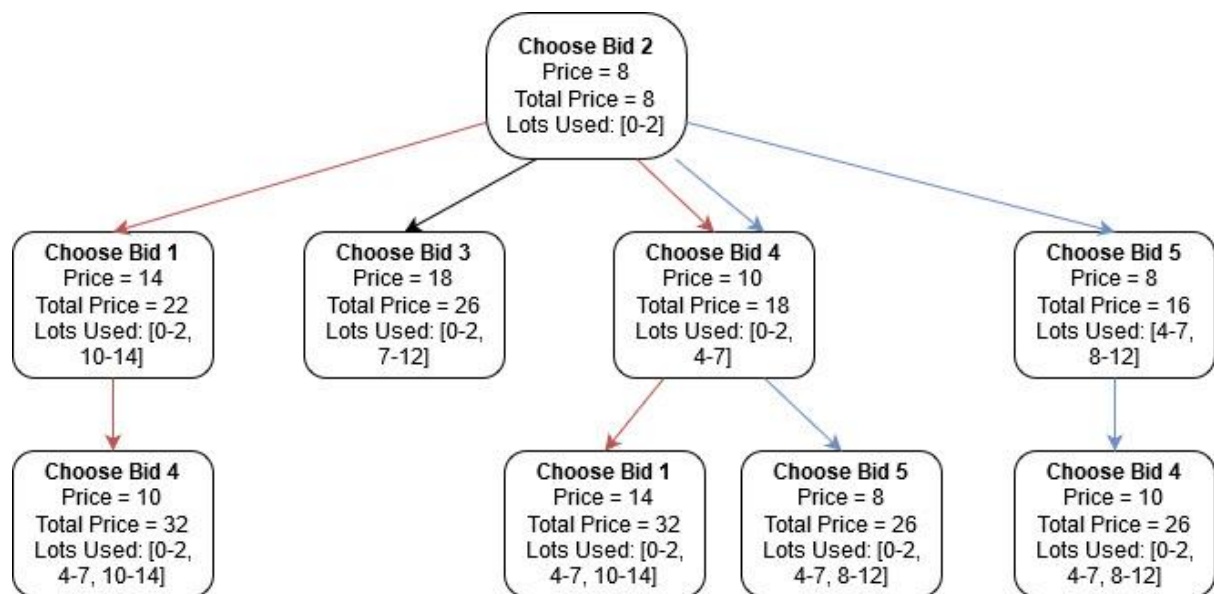 Choose Bid 2
Price = 8
Total Price = 8
Lots Used: [0-2]
Choose Bid 1
Price = 14
Total Price = 22
Lots Used: [0-2,
10-14]
Choose Bid 3
Price = 18
Total Price = 26
Lots Used: [0-2,
7-12]
Choose Bid 4
Price = 10
Total Price = 18
Lots Used: [0-2,
4-7]
Choose Bid 5
Price = 8
Total Price = 16
Lots Used: [4-7,
8-12]
Choose Bid 4
Price = 10
Total Price = 32
Lots Used: [0-2,
4-7, 10-14]
Choose Bid 1
Price = 14
Total Price = 32
Lots Used: [0-2,
4-7, 10-14]
Choose Bid 5
Price = 8
Total Price = 26
Lots Used: [0-2,
4-7, 8-12]
Choose Bid 4
Price = 10
Total Price = 26
Lots Used: [0-2,
4-7, 8-12]